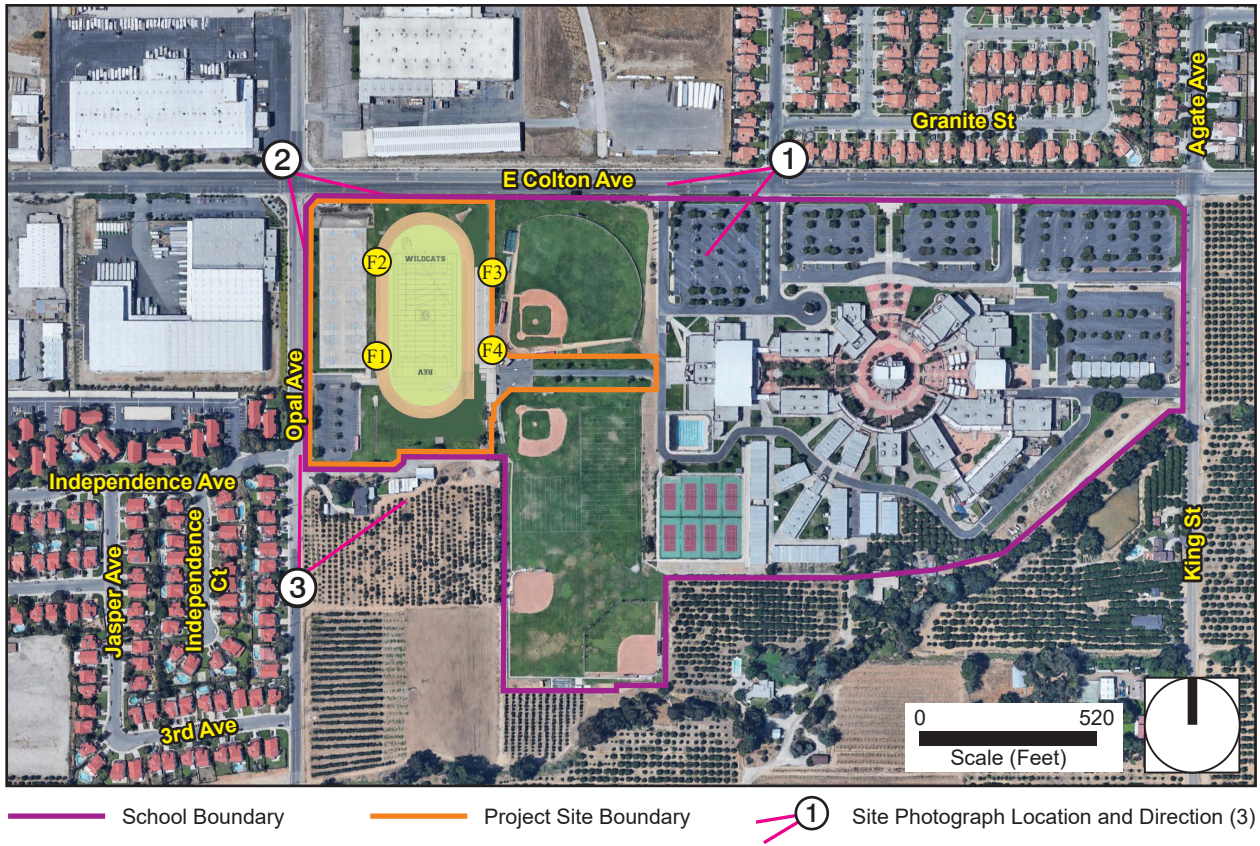 Granite St
Agate Ave
2
1
E Colton Ave
F2
WILDCATS
F3
F1
F4
REV
Opal Ave
Independence Ave
Jasper Ave
Independence
Ct
King St
3
3rd Ave
0 520
Scale (Feet)
School Boundary
Project Site Boundary
1
Site Photograph Location and Direction (3)